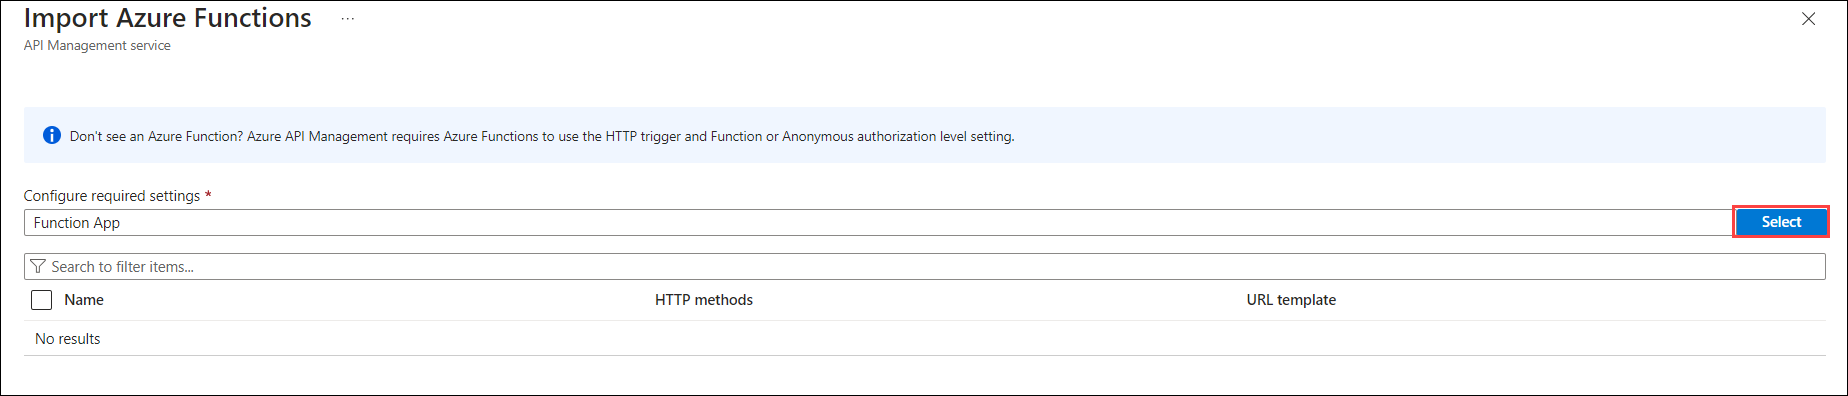 Import Azure Functions ...
API Management service
Don't see an Azure Function? Azure API Management requires Azure Functions to use the HTTP trigger and Function or Anonymous authorization level setting.
Configure required settings *
Function App Select
Search to filter items...
Name HTTP methods URL template
No results